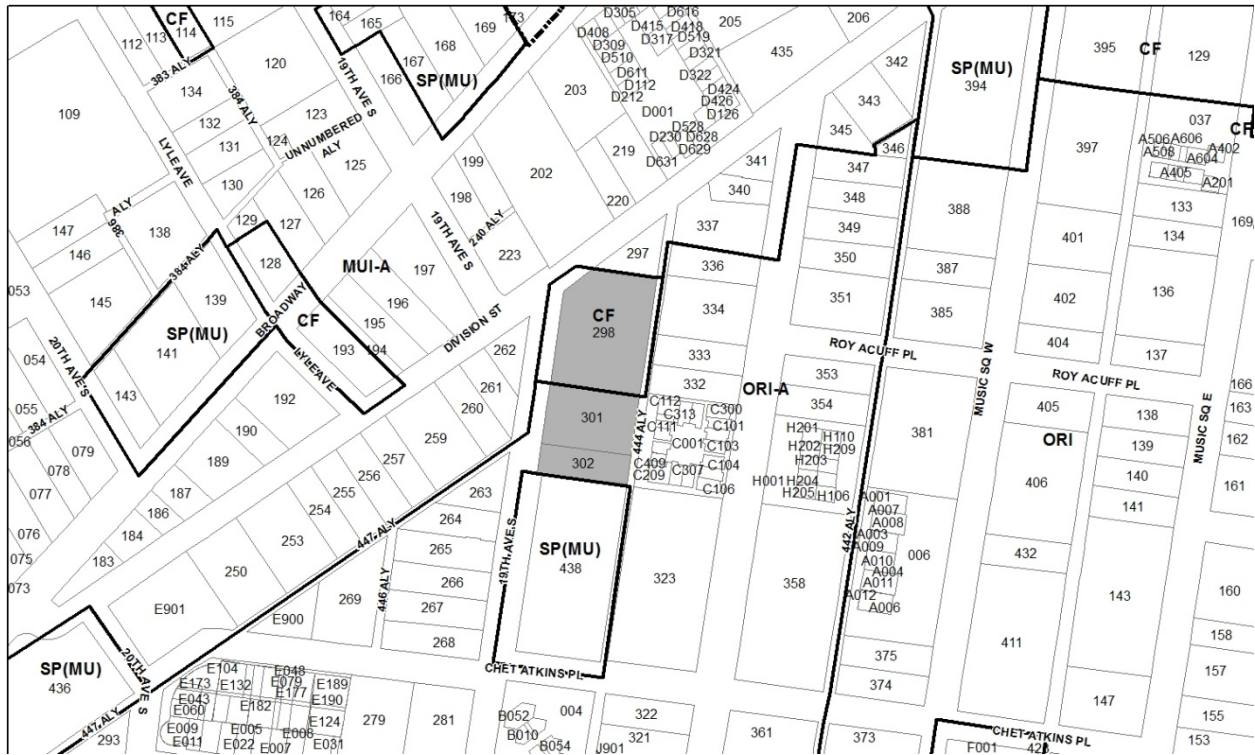 CF
112
113
114
115
164
165
166
167
168
169
173
SP(MU)
D305
D616
D408
D415
D418
D309
D317
D519
D510
D321
D611
D322
D112
D424
D212
D426
D001
D126
D528
D230
D628
D629
D631
205
206
435
342
343
345
346
SP(MU)
394
395
CF
129
037
CF
A506
A606
A508
A604
A402
A405
A201
109
383 ALY
384 ALY
120
19TH AVE S
134
132
131
124
123
UNNUMBERED
ALY
125
LYLEAVE
130
126
129
127
203
219
202
220
199
198
240 ALY
19TH AVE S
223
341
340
337
347
348
349
350
351
397
388
387
385
401
402
404
133
134
136
137
169
147
146
145
ALY
386
138
384 ALY
139
SP(MU)
141
143
053
054
055
056
20TH AVE S
384 ALY
128
MUI-A
197
196
195
194
193
CF
BROADWAY
LYLEAVE
DIVISION ST
297
CF
298
336
334
333
332
ORI-A
ROY ACUFF PL
353
354
MUSIC SQ W
ROY ACUFF PL
405
138
139
140
141
ORI
406
MUSIC SQ E
166
163
162
161
262
261
260
259
257
256
255
254
253
250
192
190
189
187
186
184
183
079
078
077
076
075
073
301
302
444 ALY
C112
C300
C313
C111
C101
C001
C103
C409
C104
C209
C307
C106
H201
H110
H202
H209
H203
H001
H204
H205
H106
381
A001
A007
A008
A003
A009
A010
A004
A011
A012
A006
006
442 ALY
432
143
411
147
160
158
157
155
153
447 ALY
263
264
265
266
267
268
446 ALY
19TH AVE S
SP(MU)
438
323
358
375
374
373
E901
E900
269
SP(MU)
436
20TH AVE S
447 ALY
293
E104
E048
E173
E132
E079
E189
E177
E190
E043
E060
E182
E124
E009
E005
E008
E011
E022
E007
E031
279
281
CHET ATKINS PL
B052
B010
B054
004
J901
322
321
361
CHET ATKINS PL
F001